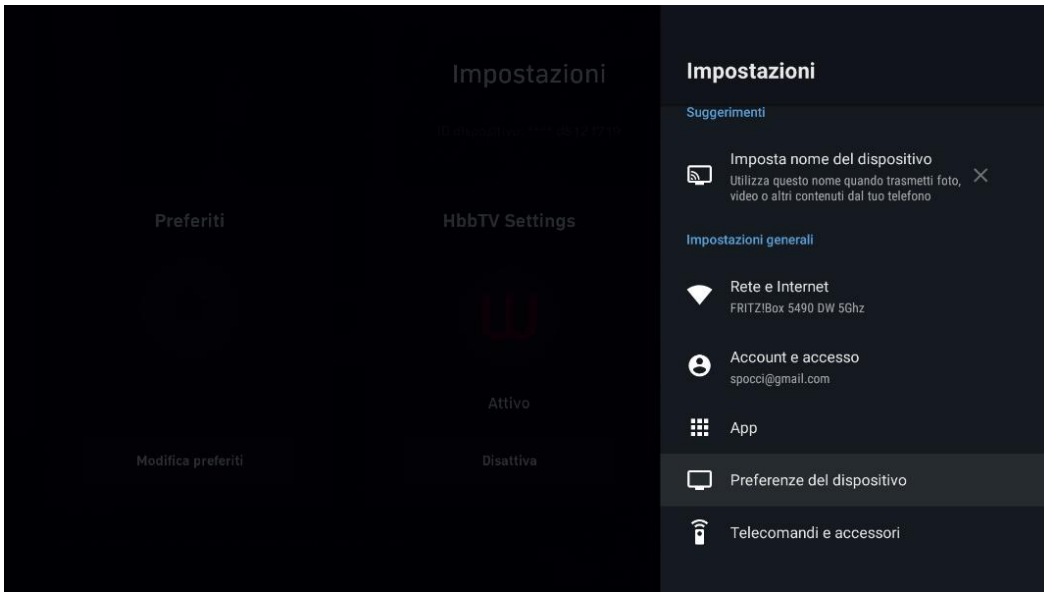 Impostazioni
Preferiti
HbbTV Settings
Attivo
Modifica preferiti
Disattiva
Impostazioni
Suggerimenti
Imposta nome del dispositivo
Utilizza questo nome quando trasmetti foto,
video o altri contenuti dal tuo telefono
Impostazioni generali
Rete e Internet
FRITZ!Box 5490 DW 5Ghz
Account e accesso
spocci@gmail.com
App
Preferenze del dispositivo
Telecomandi e accessori